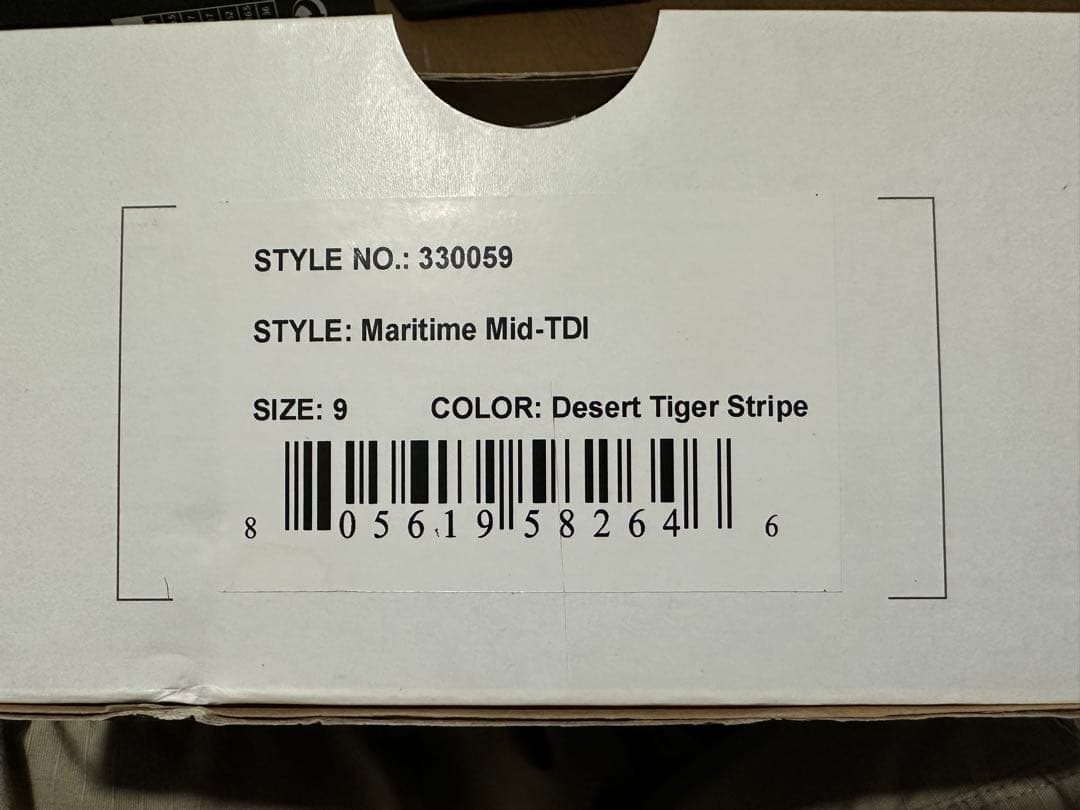 STYLE NO.: 330059
STYLE: Maritime Mid-TDI
SIZE: 9 COLOR: Desert Tiger Stripe
8 05619 58264 6